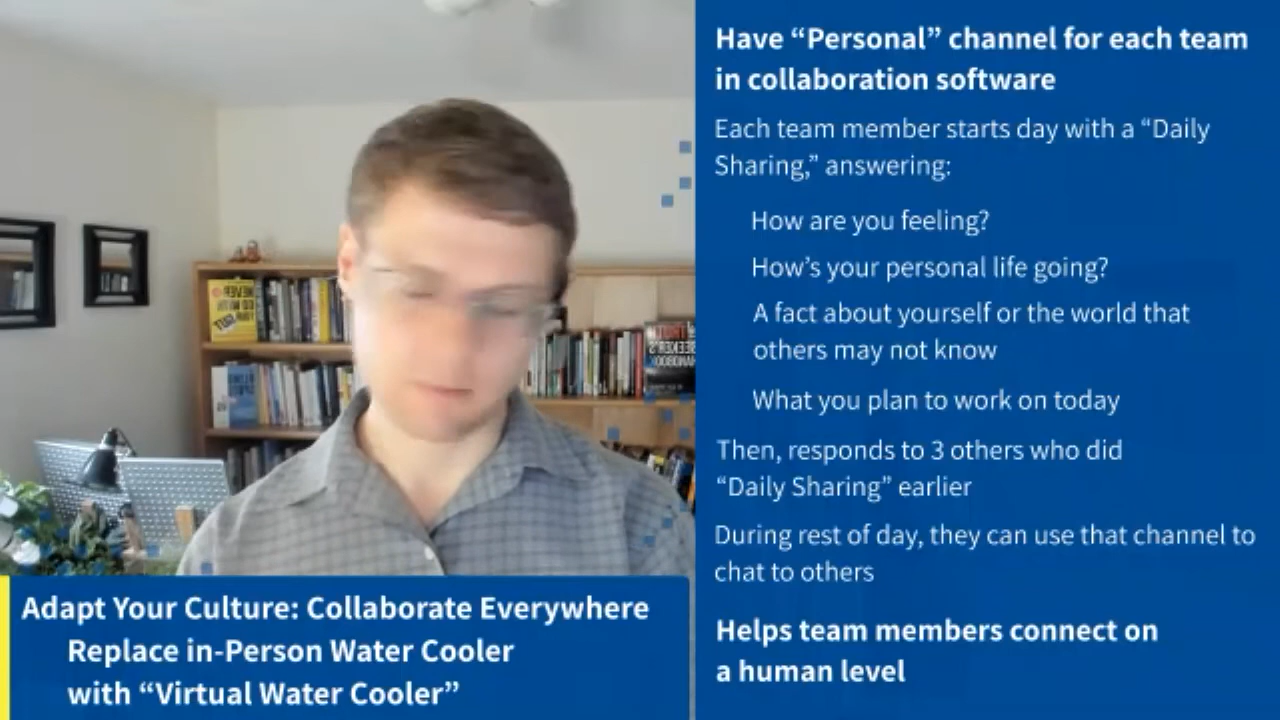 Have “Personal” channel for each team
in collaboration software
Each team member starts day with a “Daily
Sharing,” answering:
How are you feeling?
How’s your personal life going?
A fact about yourself or the world that
others may not know
What you plan to work on today
Then, responds to 3 others who did
“Daily Sharing” earlier
During rest of day, they can use that channel to
chat to others
Helps team members connect on
a human level
Adapt Your Culture: Collaborate Everywhere
Replace in-Person Water Cooler
with “Virtual Water Cooler”